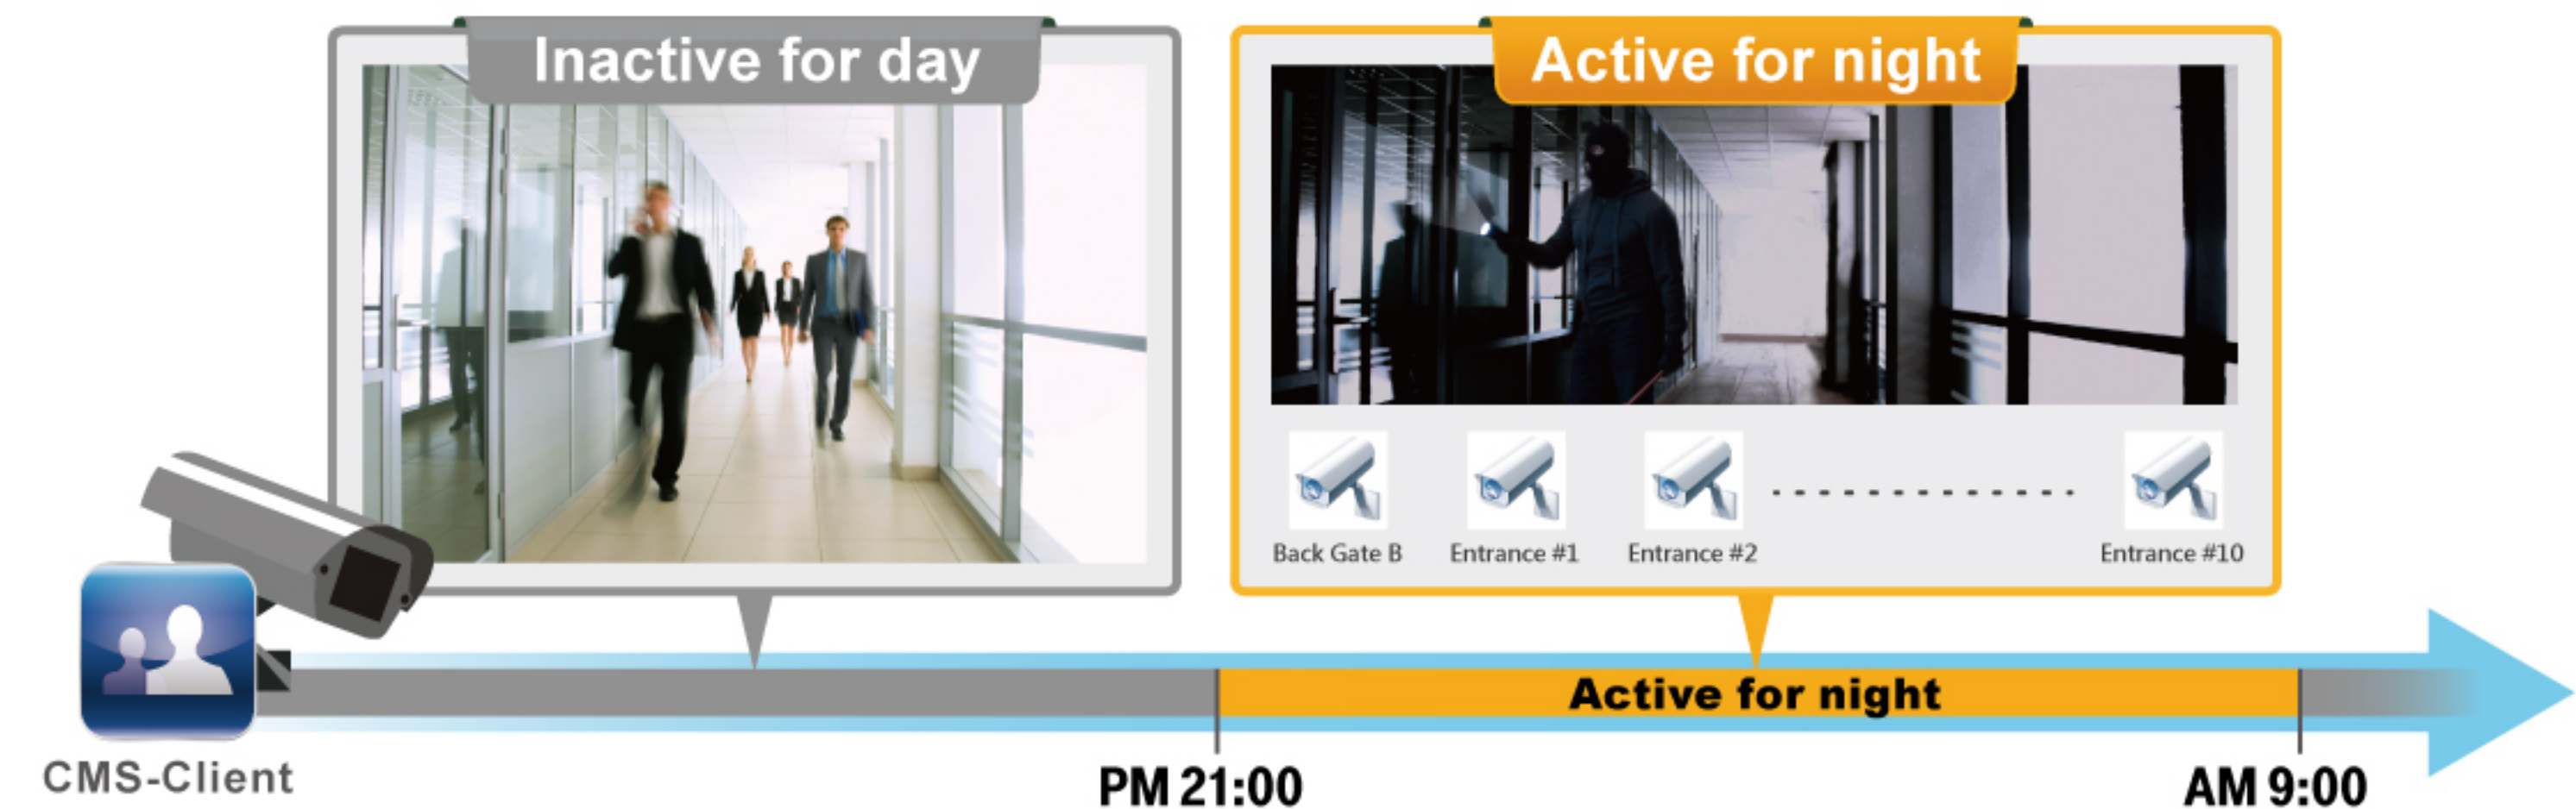 Inactive for day
Active for night
Back Gate B
Entrance #1
Entrance #2
Entrance #10
Active for night
CMS-Client
PM 21:00
AM 9:00